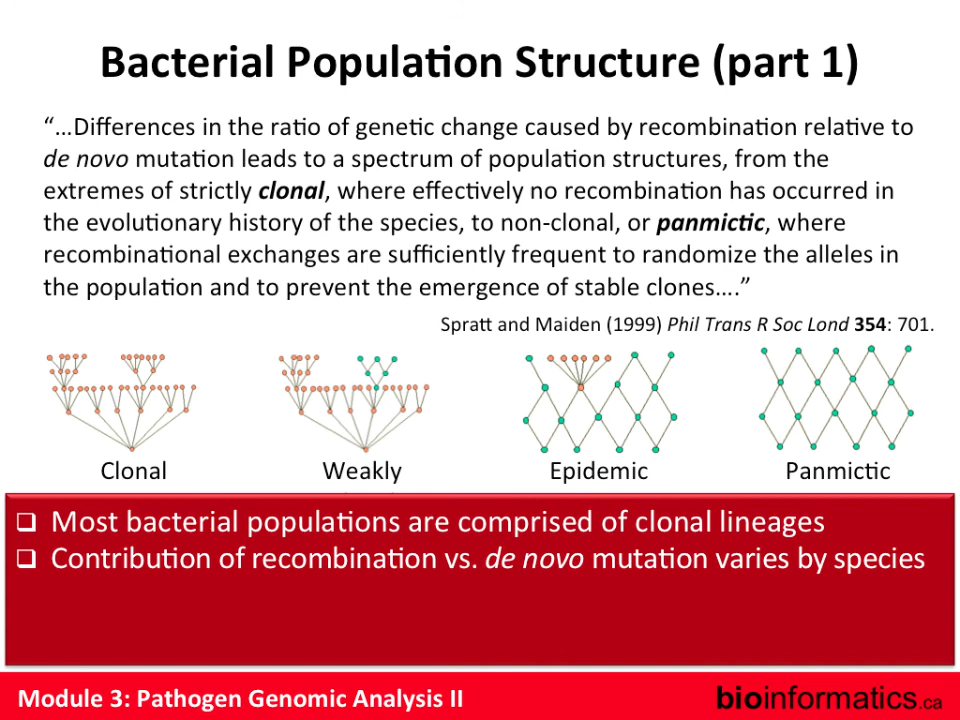 Bacterial Population Structure (part 1)
“…Differences in the ratio of genetic change caused by recombination relative to
de novo mutation leads to a spectrum of population structures, from the
extremes of strictly clonal, where effectively no recombination has occurred in
the evolutionary history of the species, to non-clonal, or panmictic, where
recombinational exchanges are sufficiently frequent to randomize the alleles in
the population and to prevent the emergence of stable clones….”
Spratt and Maiden (1999) Phil Trans R Soc Lond 354: 701.
Clonal Weakly Epidemic Panmictic
❑ Most bacterial populations are comprised of clonal lineages
❑ Contribution of recombination vs. de novo mutation varies by species
Module 3: Pathogen Genomic Analysis II bioinformatics.ca